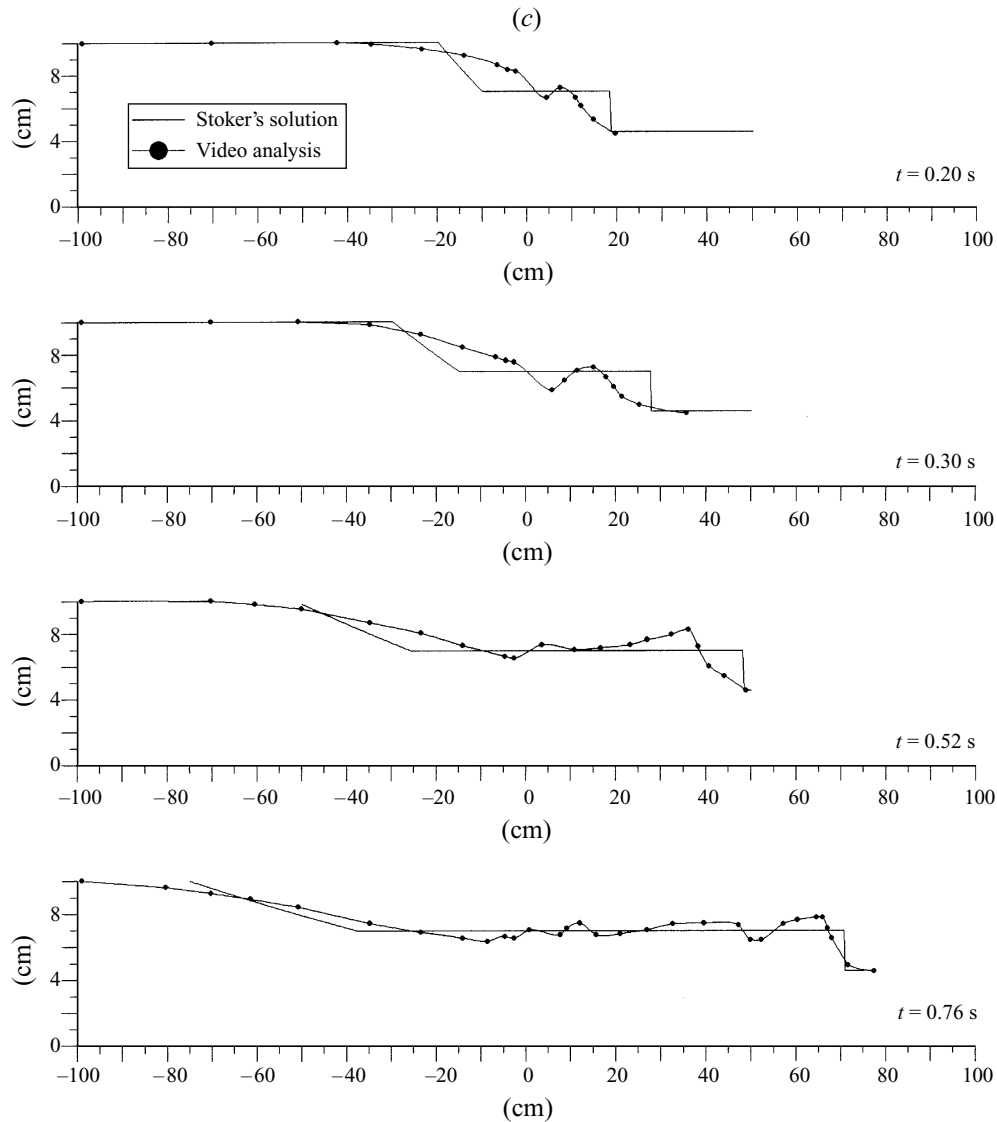 (c)
8
4
0
(cm)
Stoker's solution
Video analysis
t = 0.20 s
–100 –80 –60 –40 –20 0 20 40 60 80 100
(cm)
8
4
0
(cm)
t = 0.30 s
–100 –80 –60 –40 –20 0 20 40 60 80 100
(cm)
8
4
0
(cm)
t = 0.52 s
–100 –80 –60 –40 –20 0 20 40 60 80 100
(cm)
8
4
0
(cm)
t = 0.76 s
–100 –80 –60 –40 –20 0 20 40 60 80 100
(cm)